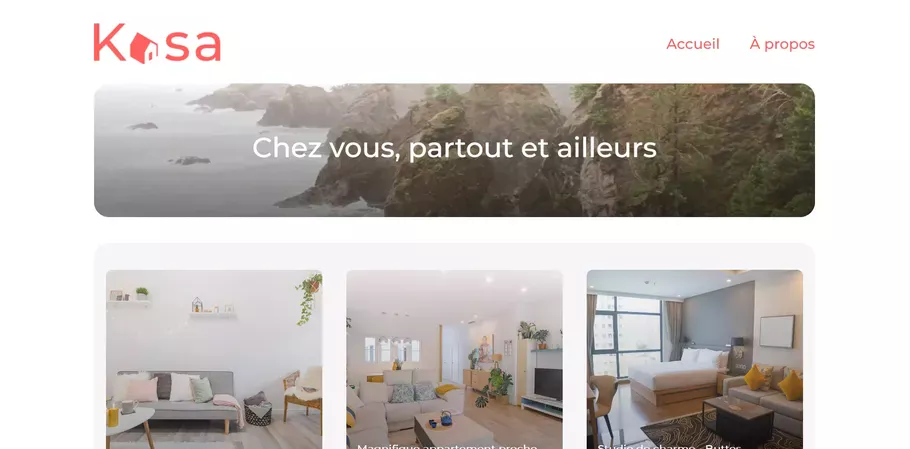 Kasa
Accueil
À propos
Chez vous, partout et ailleurs
Magnifique appartement proche
Studio de charme - Buttes